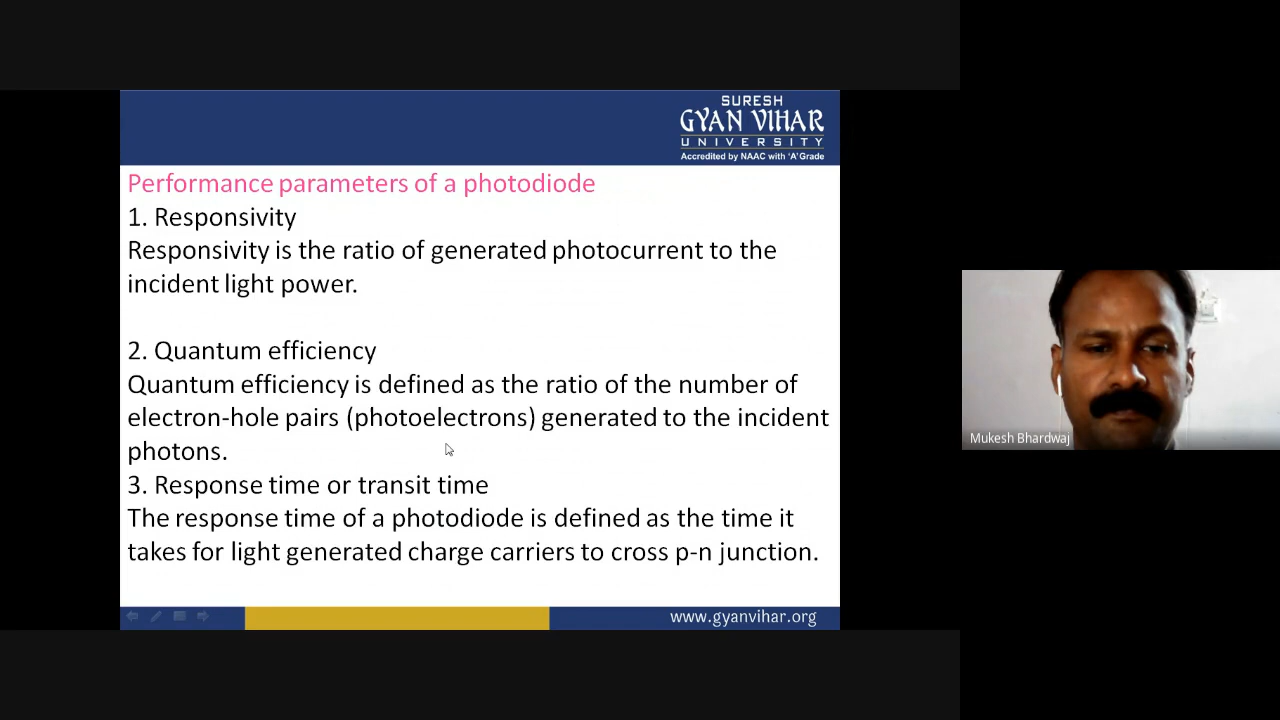 SURESH
GYAN VIHAR
UNIVERSITY
Accredited by NAAC with 'A' Grade
Performance parameters of a photodiode
1. Responsivity
Responsivity is the ratio of generated photocurrent to the
incident light power.
2. Quantum efficiency
Quantum efficiency is defined as the ratio of the number of
electron-hole pairs (photoelectrons) generated to the incident
photons.
3. Response time or transit time
The response time of a photodiode is defined as the time it
takes for light generated charge carriers to cross p-n junction.
www.gyanvihar.org
Mukesh Bhardwaj